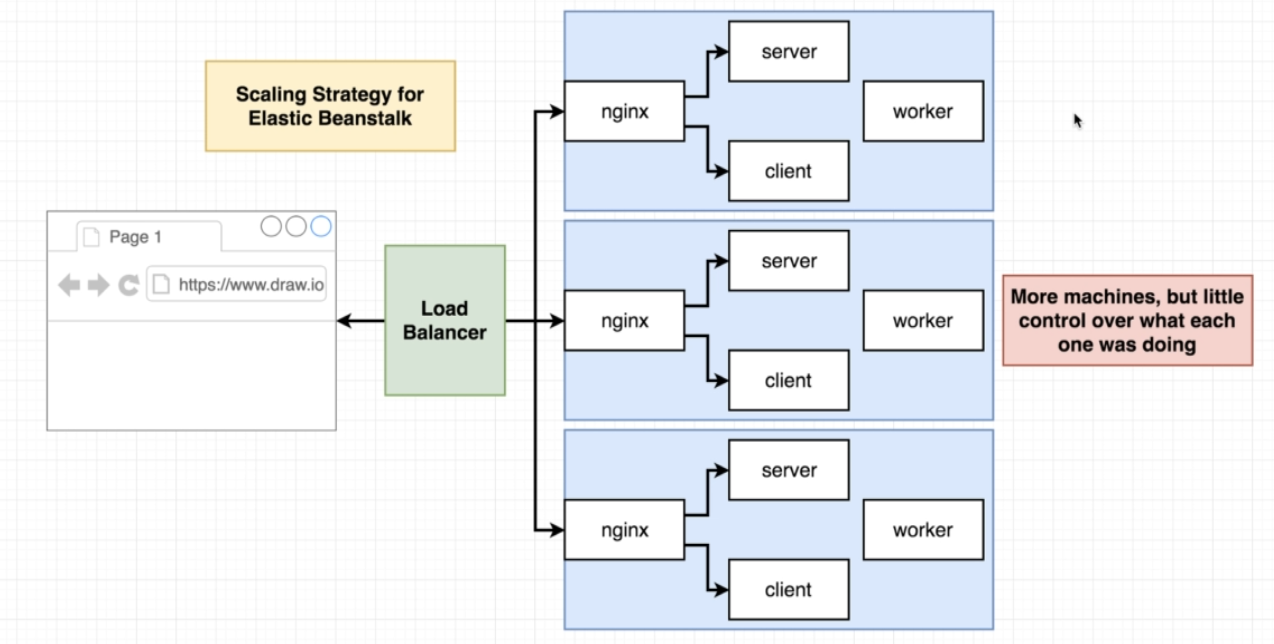 Scaling Strategy for
Elastic Beanstalk
Page 1
https://www.draw.io
Load
Balancer
nginx
server
client
worker
nginx
server
client
worker
nginx
server
client
worker
More machines, but little
control over what each
one was doing